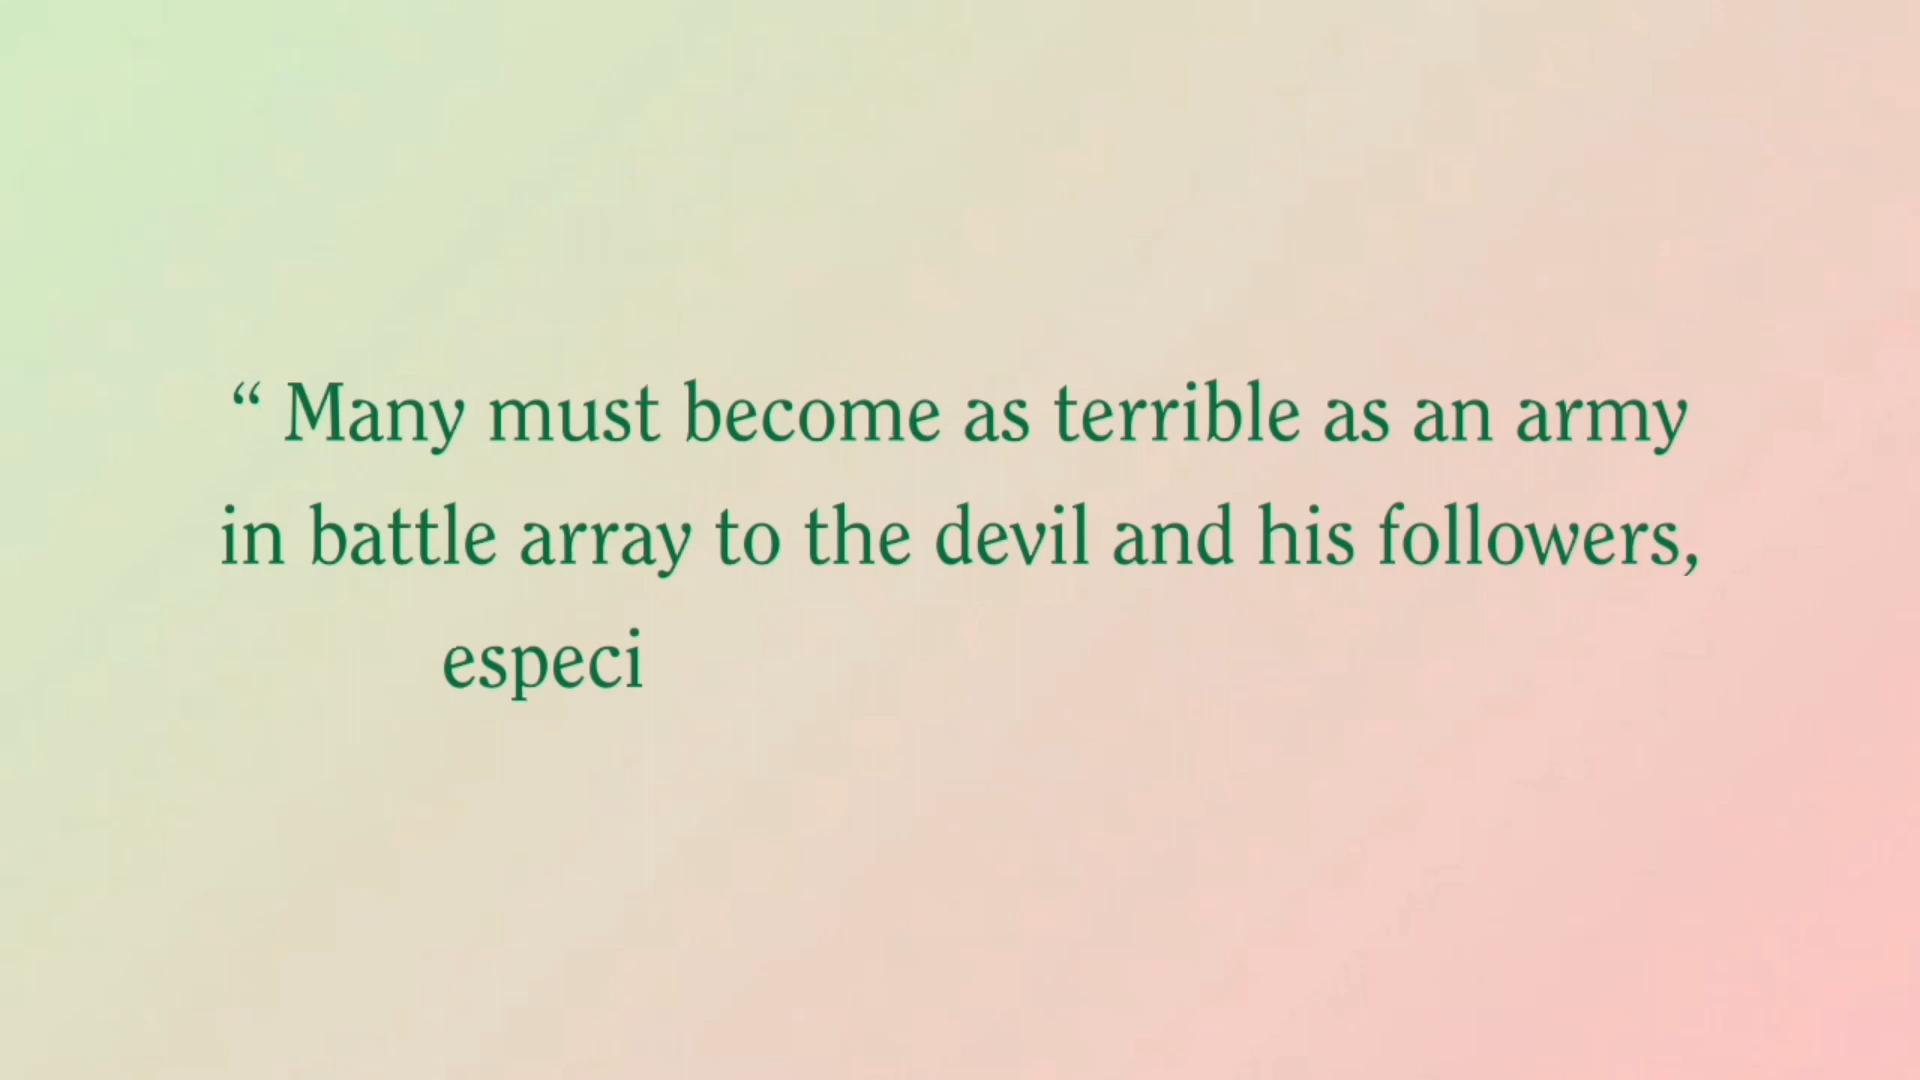 “ Many must become as terrible as an army
in battle array to the devil and his followers,
especi